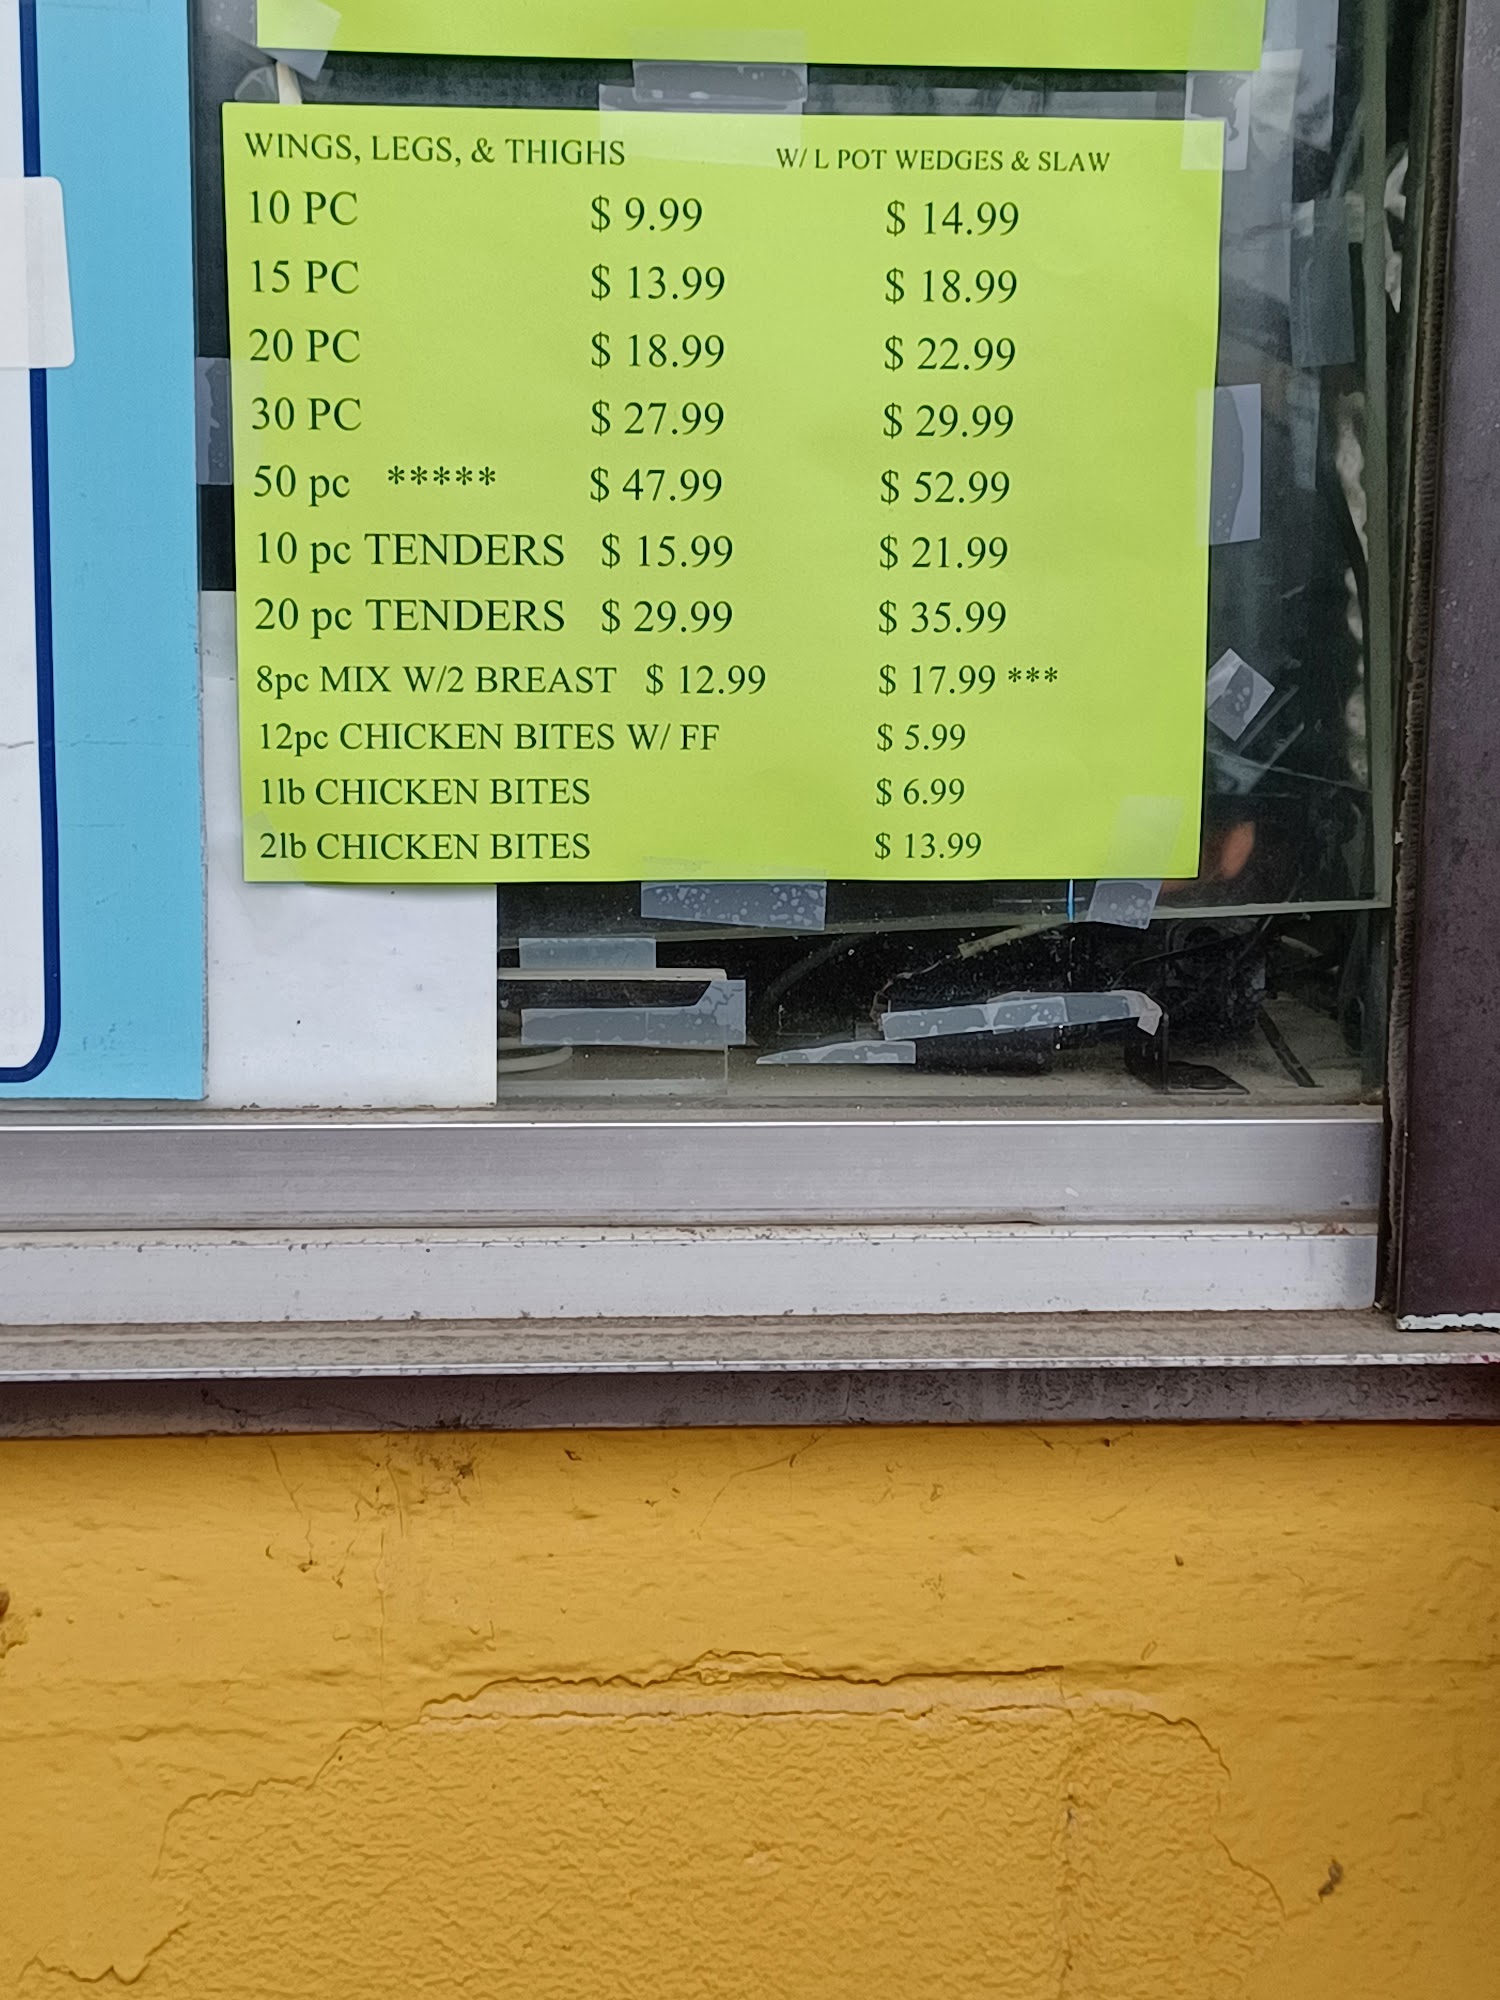 WINGS, LEGS, & THIGHS W/ L POT WEDGES & SLAW
10 PC $ 9.99 $ 14.99
15 PC $ 13.99 $ 18.99
20 PC $ 18.99 $ 22.99
30 PC $ 27.99 $ 29.99
50 pc ***** $ 47.99 $ 52.99
10 pc TENDERS $ 15.99 $ 21.99
20 pc TENDERS $ 29.99 $ 35.99
8pc MIX W/2 BREAST $ 12.99 $ 17.99 ***
12pc CHICKEN BITES W/ FF $ 5.99
1lb CHICKEN BITES $ 6.99
2lb CHICKEN BITES $ 13.99